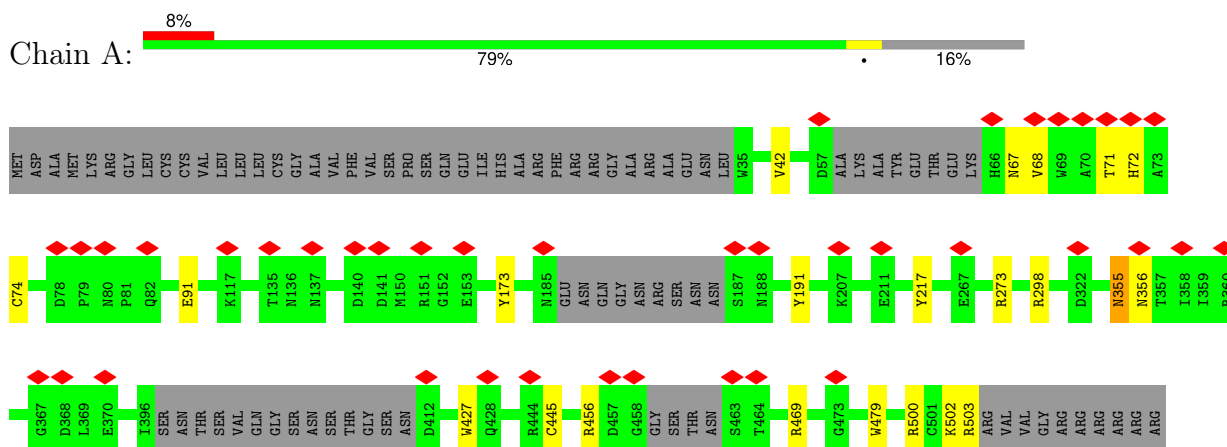 8%
Chain A:
79% • 16%
MET ASP ALA MET LYS ARG GLY LEU CYS CYS VAL LEU LEU LEU CYS GLY ALA VAL PHE VAL SER PRO SER GLN GLU ILE HIS ALA ARG PHE ARG ARG GLY ALA ARG ALA GLU ASN LEU W35 V42 D57 ALA LYS ALA TYR GLU THR GLU LYS H66 N67 V68 W69 A70 T71 H72 A73
C74 D78 P79 N80 P81 Q82 E91 K117 T135 N136 N137 D140 D141 M150 R151 G152 E153 Y173 N185 GLU ASN GLN GLY ASN ARG SER ASN ASN S187 N188 Y191 K207 E211 Y217 E267 R273 R298 D322 N355 N356 T357 I358 I359
G367 D368 L369 E370 I396 SER ASN THR SER VAL GLN GLY SER ASN SER THR GLY SER ASN D412 W427 Q428 R444 C445 R456 D457 G458 GLY SER THR ARG S463 T464 R469 G473 W479 R500 C501 K502 R503 ARG VAL VAL GLY ARG ARG ARG ARG